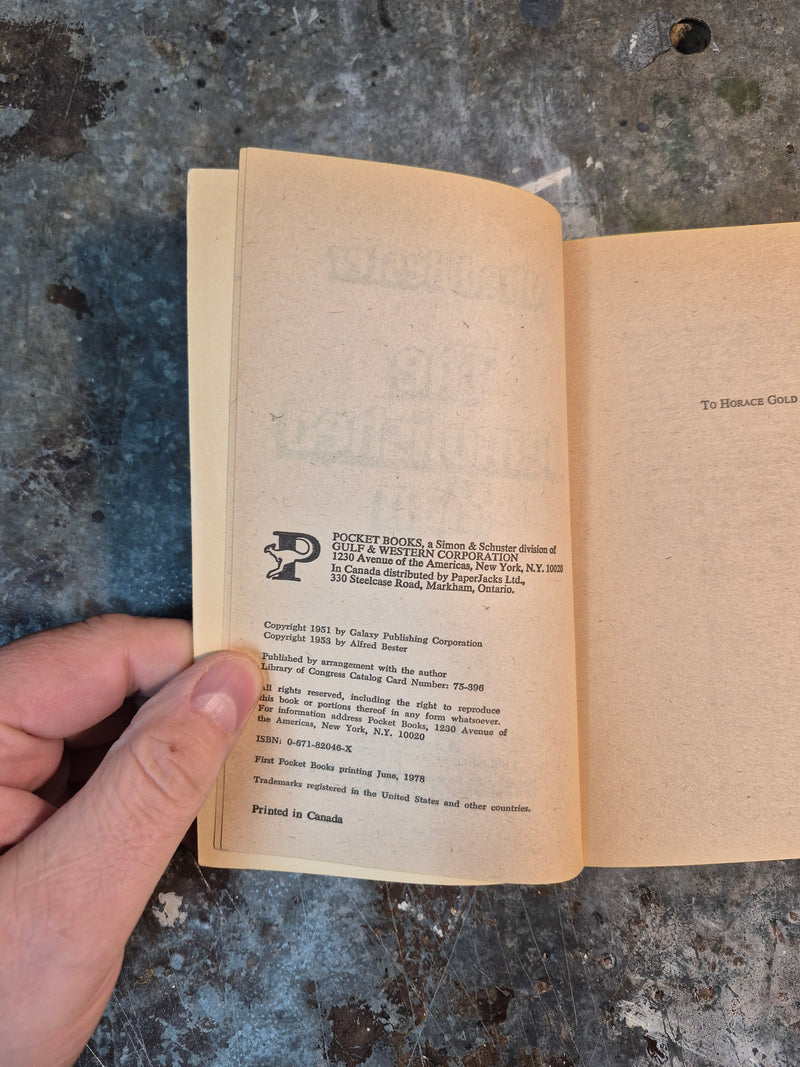 P
POCKET BOOKS, a Simon & Schuster division of
GULF & WESTERN CORPORATION
1230 Avenue of the Americas, New York, N.Y. 10020
In Canada distributed by PaperJacks Ltd.,
330 Steelcase Road, Markham, Ontario.
Copyright 1951 by Galaxy Publishing Corporation
Copyright 1953 by Alfred Bester
Published by arrangement with the author
Library of Congress Catalog Card Number: 75-396
All rights reserved, including the right to reproduce
this book or portions thereof in any form whatsoever.
For information address Pocket Books, 1230 Avenue of
the Americas, New York, N.Y. 10020
ISBN: 0-671-82046-X
First Pocket Books printing June, 1978
Trademarks registered in the United States and other countries.
Printed in Canada
TO HORACE GOLD